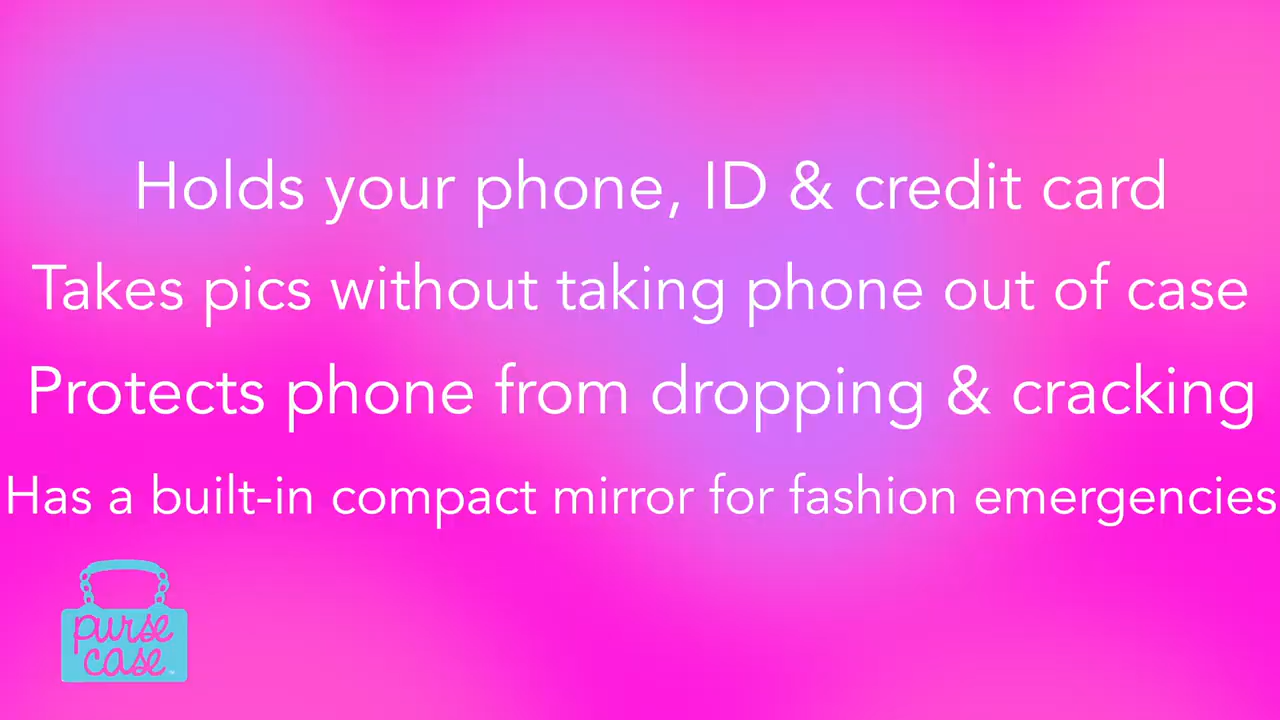 Holds your phone, ID & credit card
Takes pics without taking phone out of case
Protects phone from dropping & cracking
Has a built-in compact mirror for fashion emergencies
purse
case™